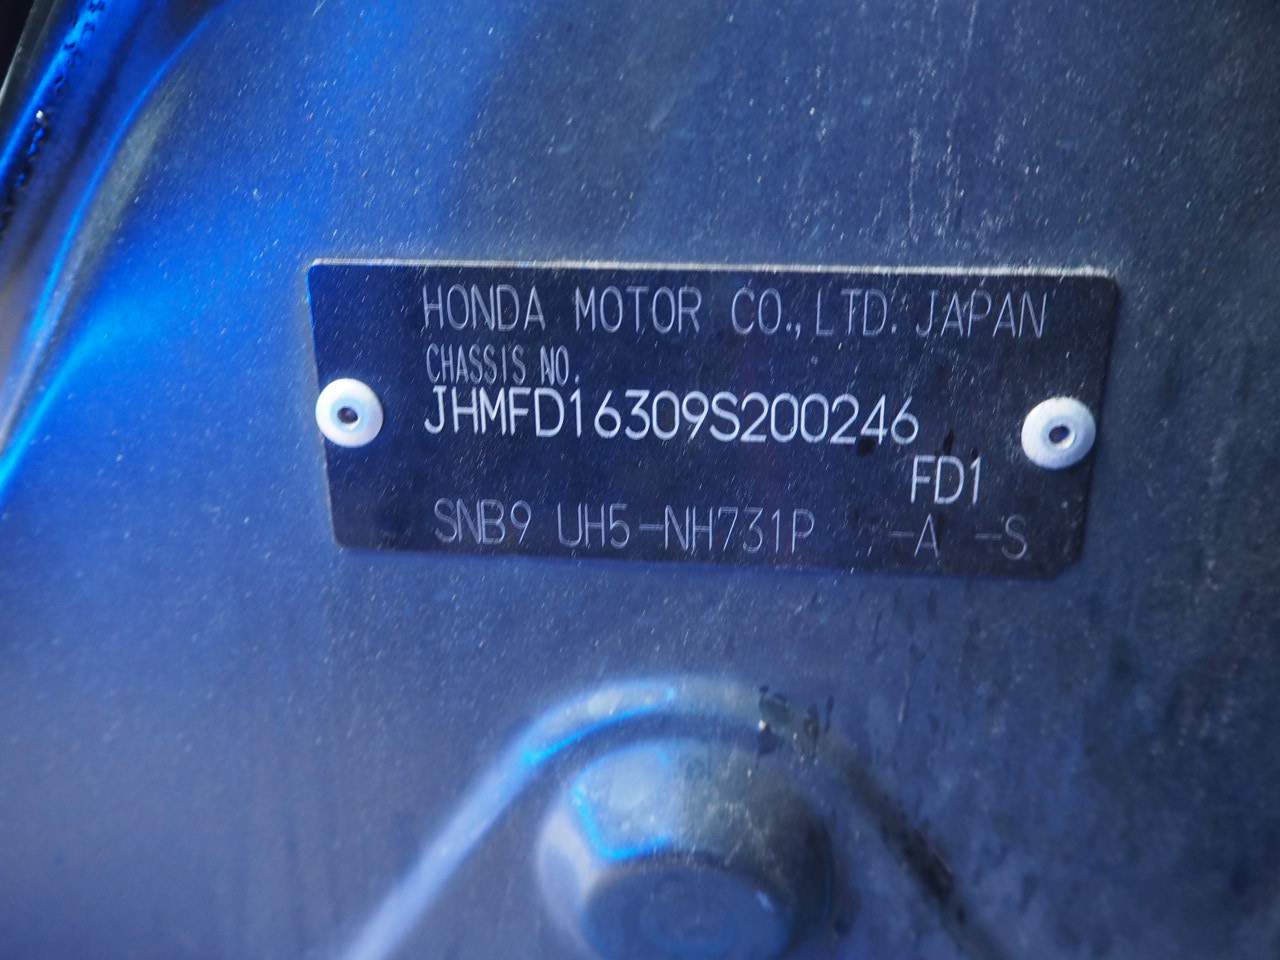 HONDA MOTOR CO., LTD. JAPAN
CHASSIS NO.
JHMFD16309S200246
FD1
SNB9 UH5-NH731P -A -S